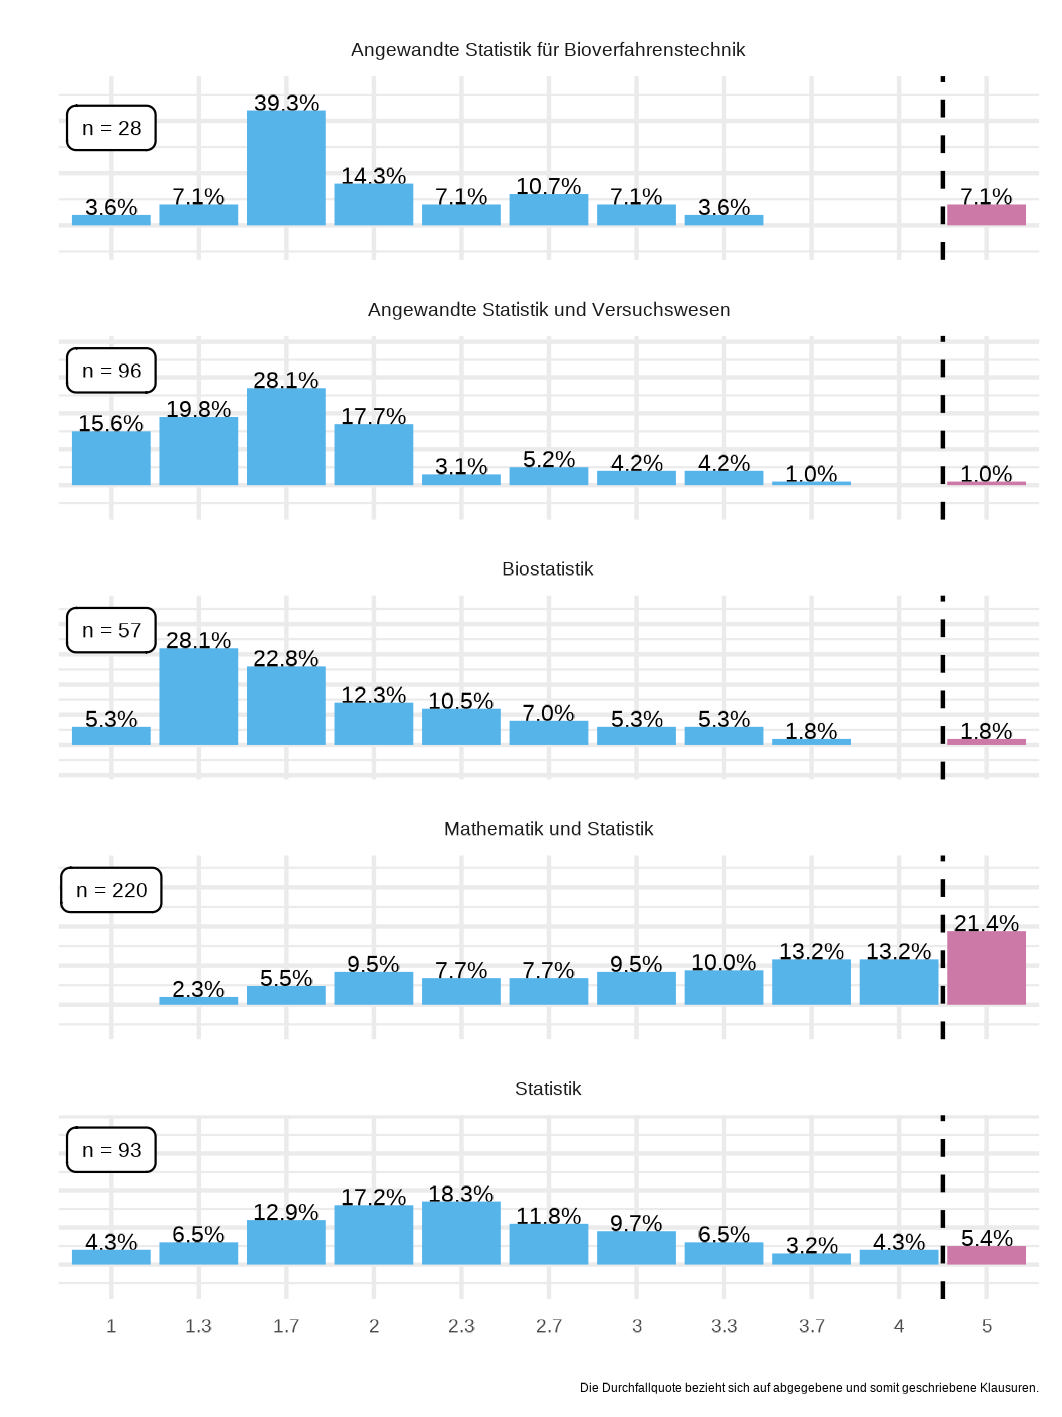 Angewandte Statistik für Bioverfahrenstechnik
n = 28
3.6% 7.1% 39.3% 14.3% 7.1% 10.7% 7.1% 3.6% 7.1%
Angewandte Statistik und Versuchswesen
n = 96
15.6% 19.8% 28.1% 17.7% 3.1% 5.2% 4.2% 4.2% 1.0% 1.0%
Biostatistik
n = 57
5.3% 28.1% 22.8% 12.3% 10.5% 7.0% 5.3% 5.3% 1.8% 1.8%
Mathematik und Statistik
n = 220
2.3% 5.5% 9.5% 7.7% 7.7% 9.5% 10.0% 13.2% 13.2% 21.4%
Statistik
n = 93
4.3% 6.5% 12.9% 17.2% 18.3% 11.8% 9.7% 6.5% 3.2% 4.3% 5.4%
1 1.3 1.7 2 2.3 2.7 3 3.3 3.7 4 5
Die Durchfallquote bezieht sich auf abgegebene und somit geschriebene Klausuren.